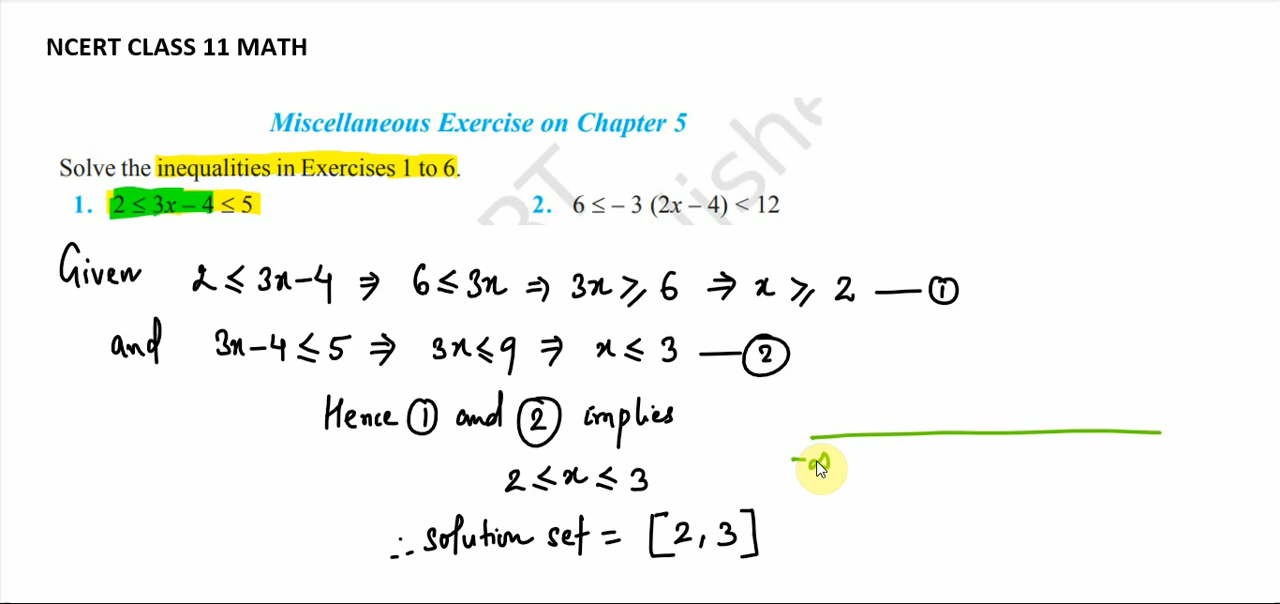 NCERT CLASS 11 MATH
Miscellaneous Exercise on Chapter 5
Solve the inequalities in Exercises 1 to 6.
1. 2 ≤ 3x – 4 ≤ 5 2. 6 ≤ – 3 (2x – 4) < 12
Given 2 ≤ 3x-4 ⇒ 6 ≤ 3x ⇒ 3x ≥ 6 ⇒ x ≥ 2 — ①
and 3x-4 ≤ 5 ⇒ 3x ≤ 9 ⇒ x ≤ 3 — ②
Hence ① and ② implies
2 ≤ x ≤ 3
∴ solution set = [2, 3]
-∞